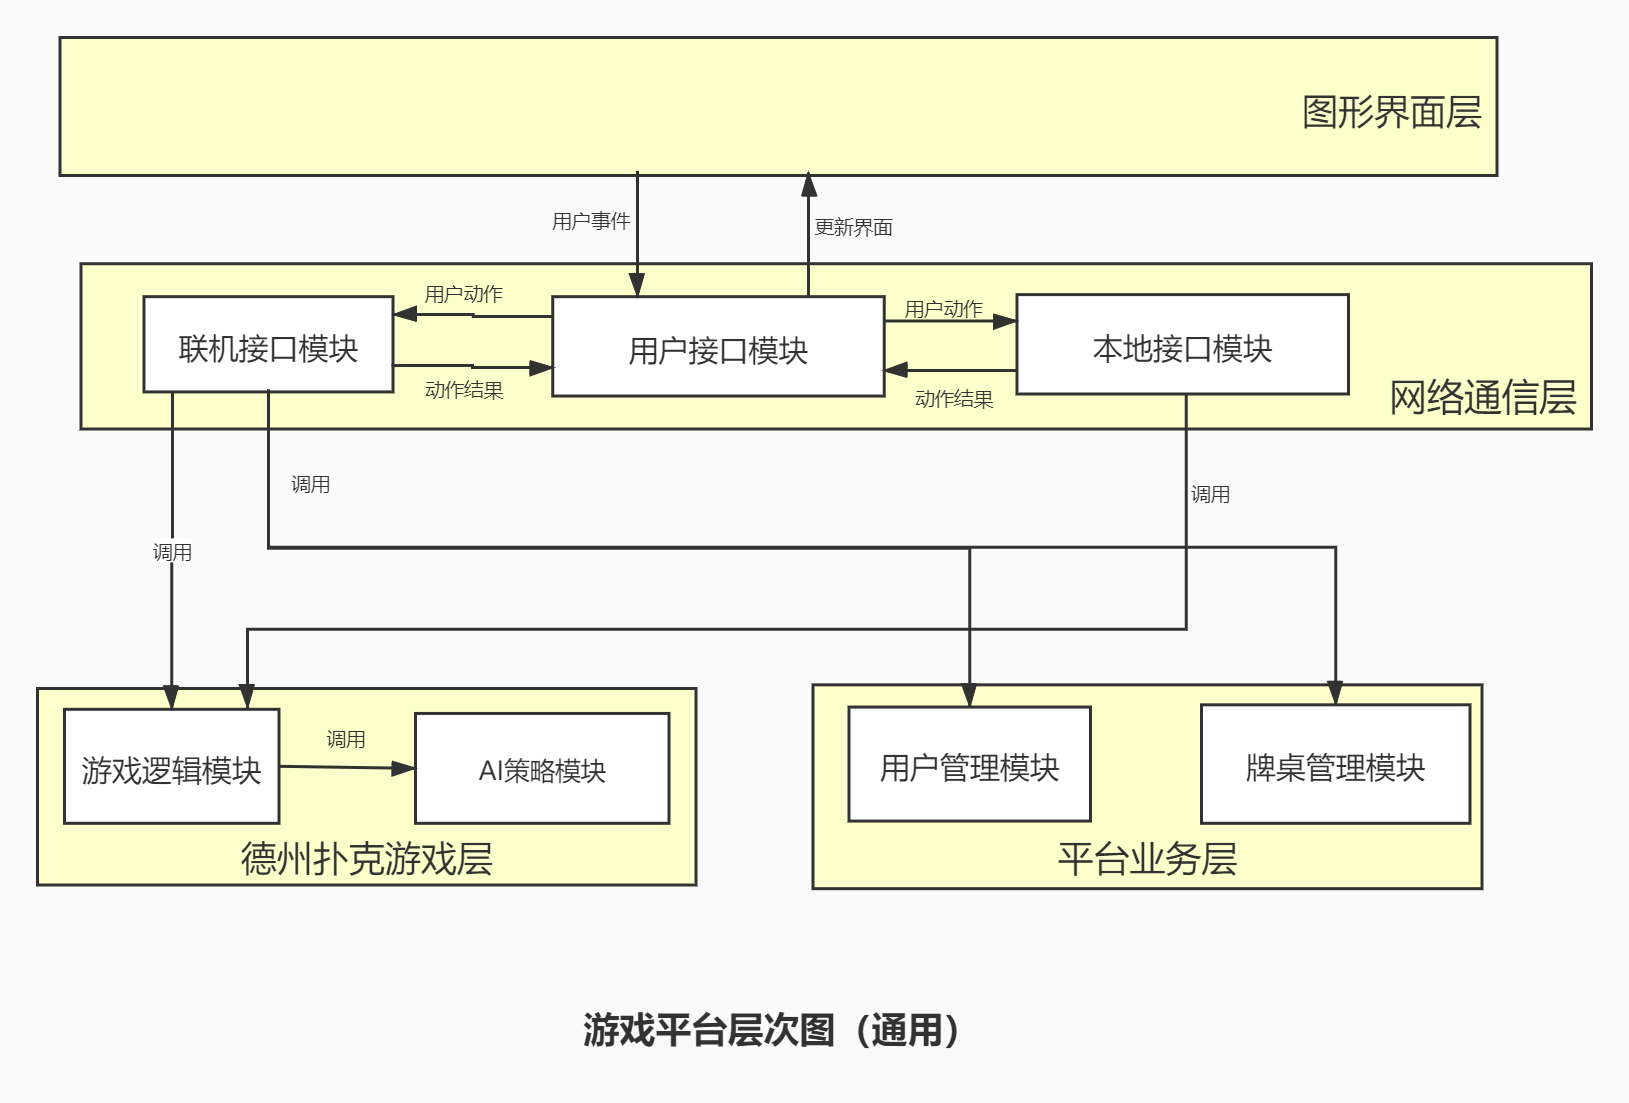 图形界面层
用户事件
更新界面
用户动作
用户动作
联机接口模块
用户接口模块
本地接口模块
动作结果
动作结果
网络通信层
调用
调用
调用
调用
游戏逻辑模块
AI策略模块
用户管理模块
牌桌管理模块
德州扑克游戏层
平台业务层
游戏平台层次图（通用）